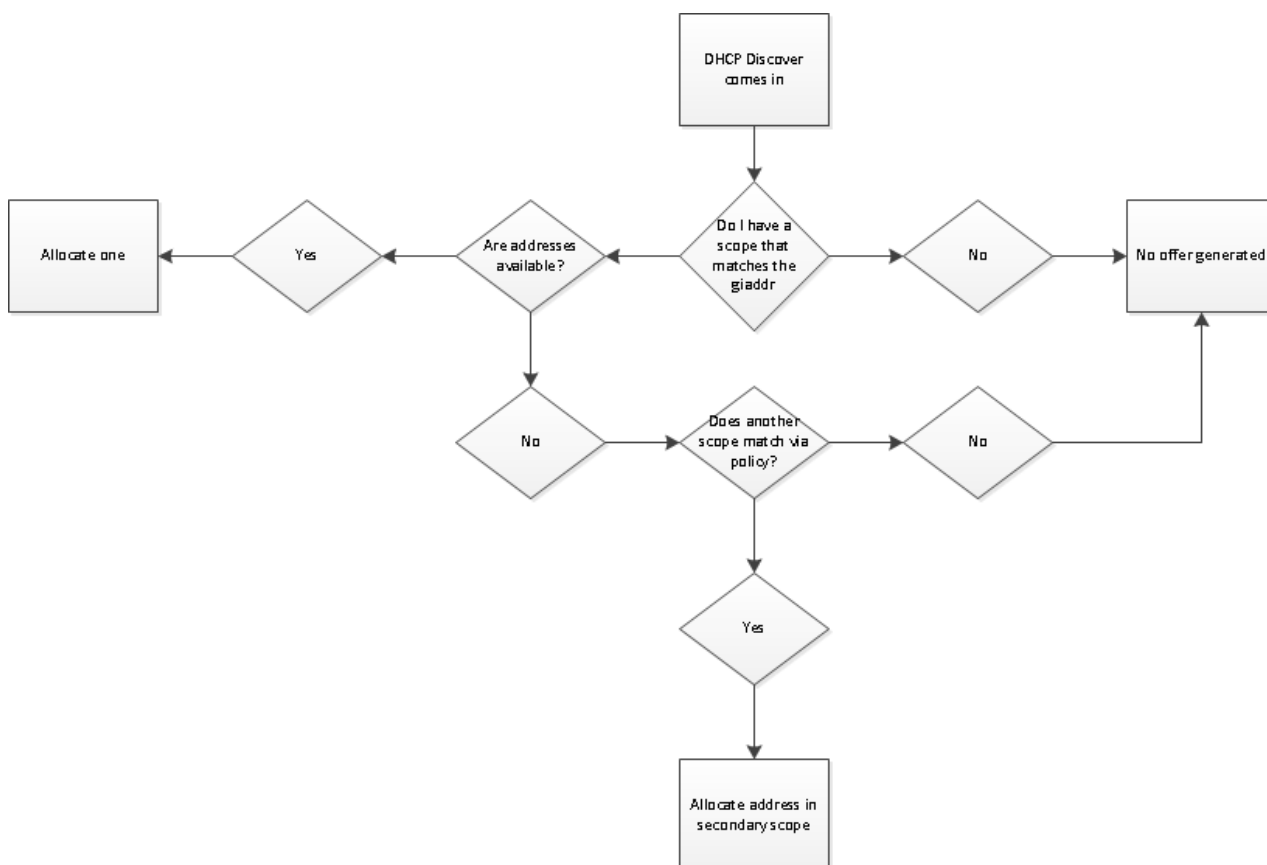 DHCP Discover
comes in
Allocate one
Yes
Are addresses
available?
Do I have a
scope that
matches the
giaddr
No
No offer generated
No
Does another
scope match via
policy?
No
Yes
Allocate address in
secondary scope